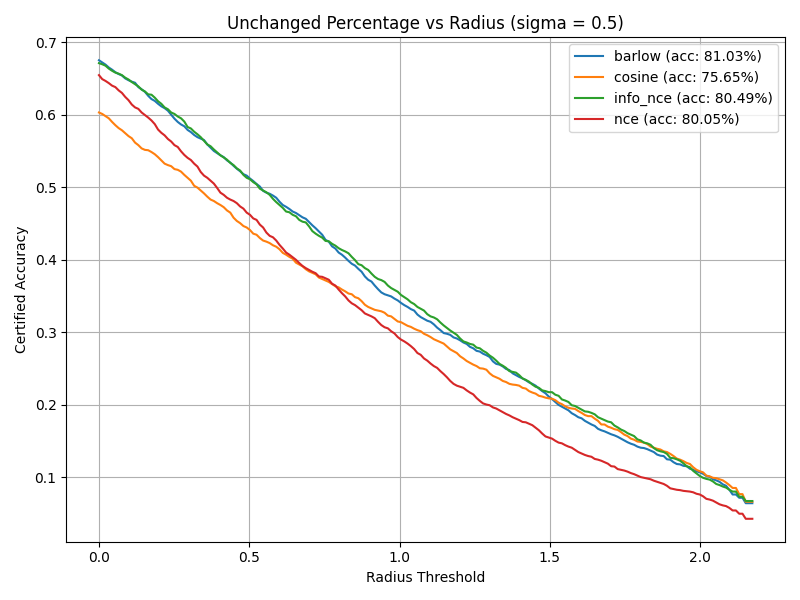 Unchanged Percentage vs Radius (sigma = 0.5)
barlow (acc: 81.03%)
cosine (acc: 75.65%)
info_nce (acc: 80.49%)
nce (acc: 80.05%)
Certified Accuracy
0.7
0.6
0.5
0.4
0.3
0.2
0.1
0.0
0.5
1.0
1.5
2.0
Radius Threshold